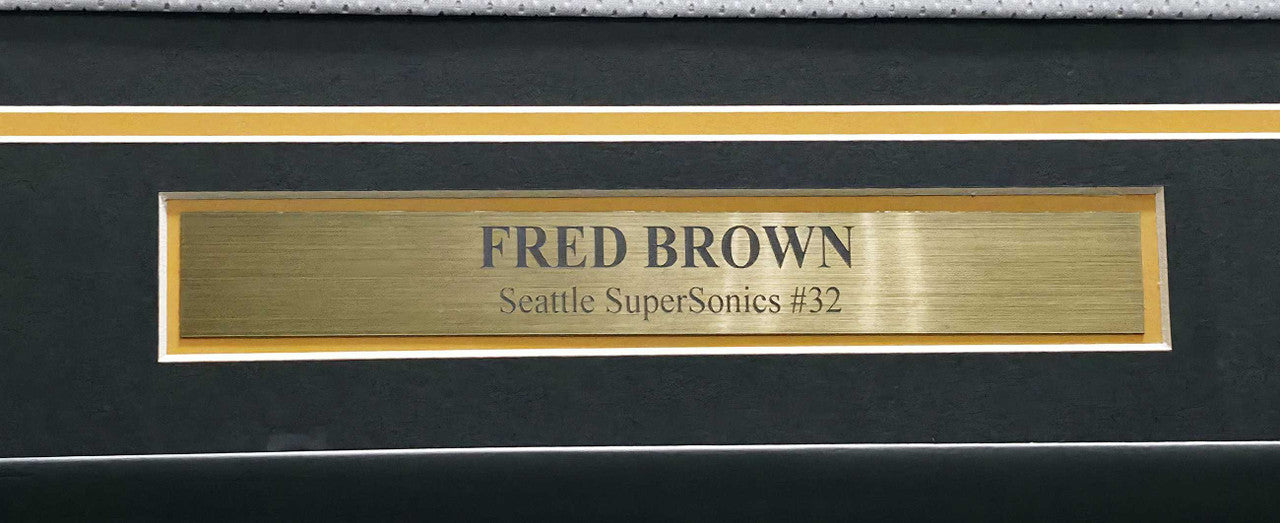 FRED BROWN
Seattle SuperSonics #32